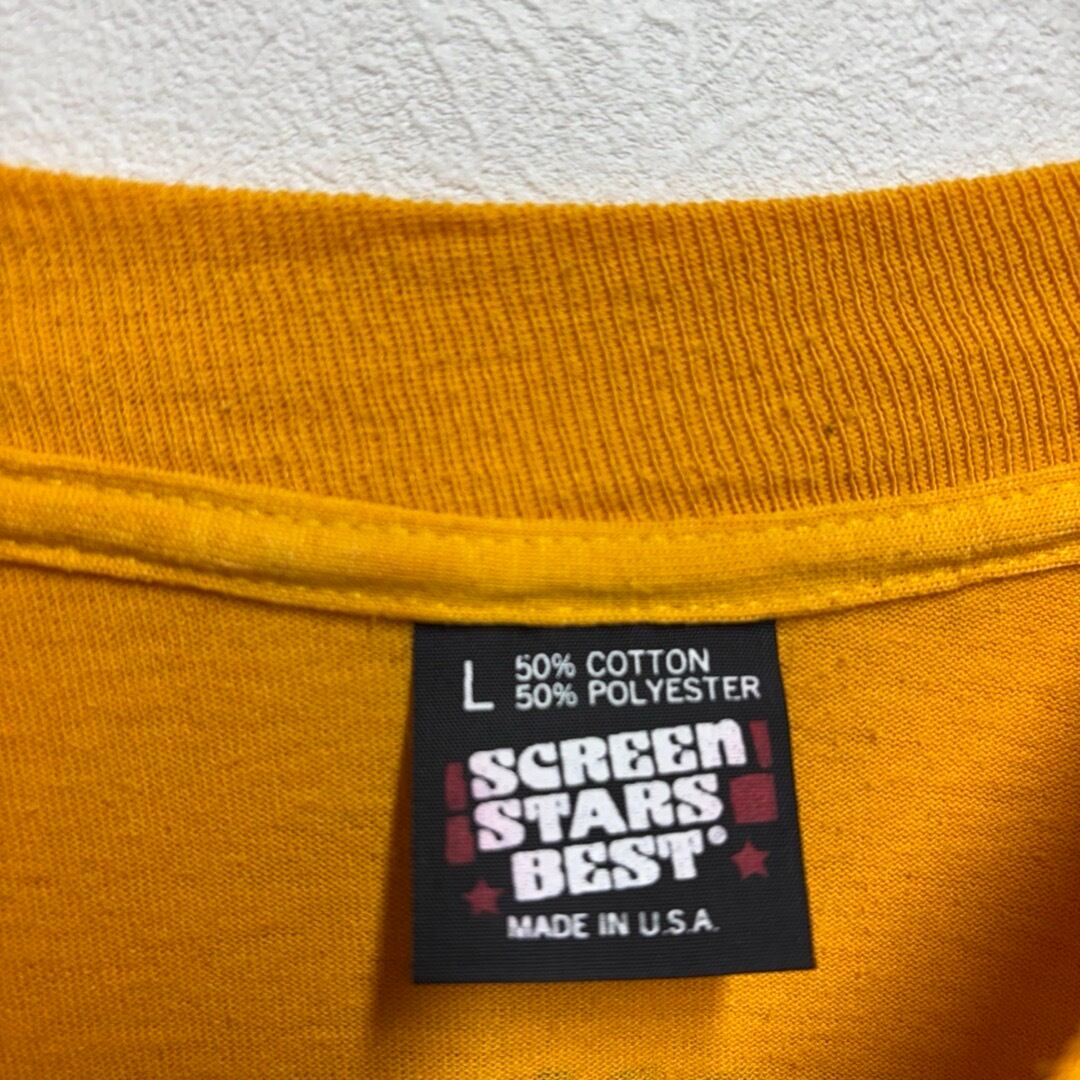 L 50% COTTON
50% POLYESTER
SCREEN
STARS
BEST®
MADE IN U.S.A.